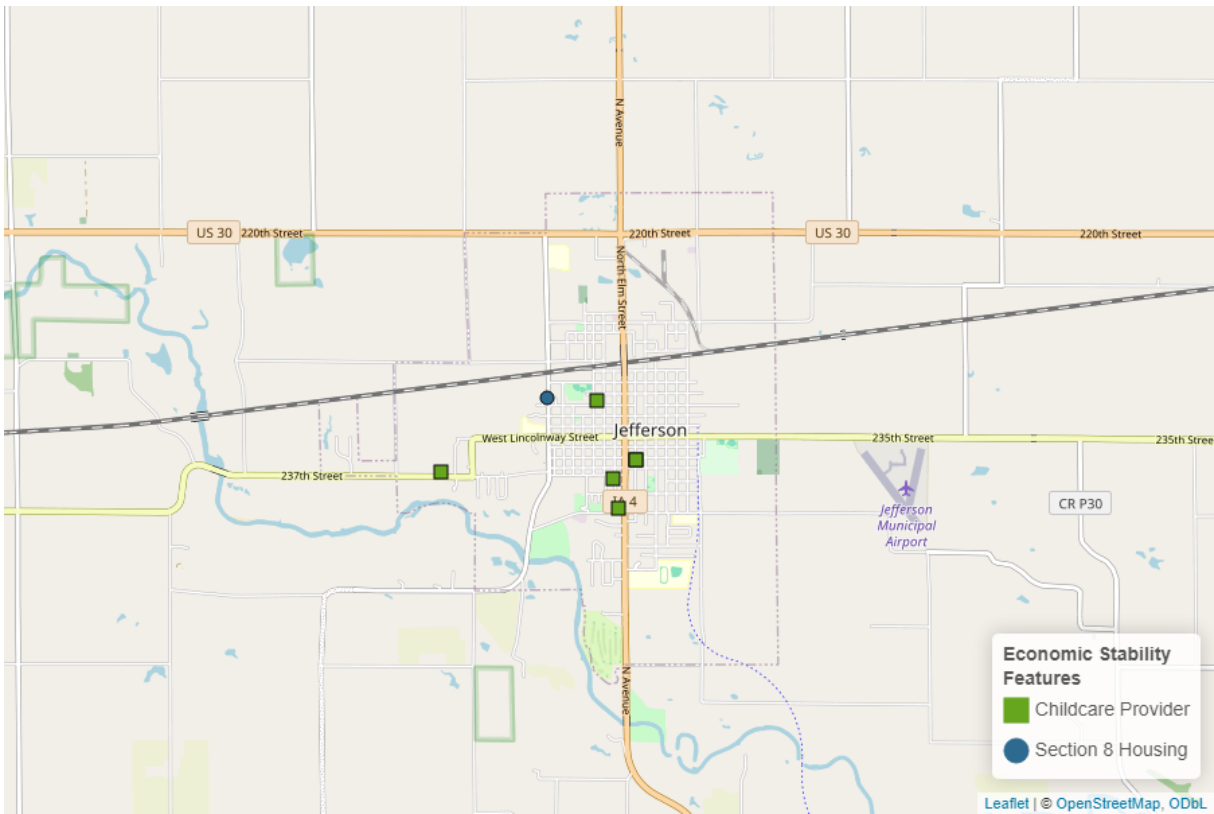 N Avenue
US 30
220th Street
220th Street
US 30
220th Street
North Elm Street
Jefferson
West Lincolnway Street
235th Street
235th Stree
237th Street
IA 4
CR P30
Jefferson
Municipal
Airport
N Avenue
Economic Stability
Features
Childcare Provider
Section 8 Housing
Leaflet | © OpenStreetMap, ODbL